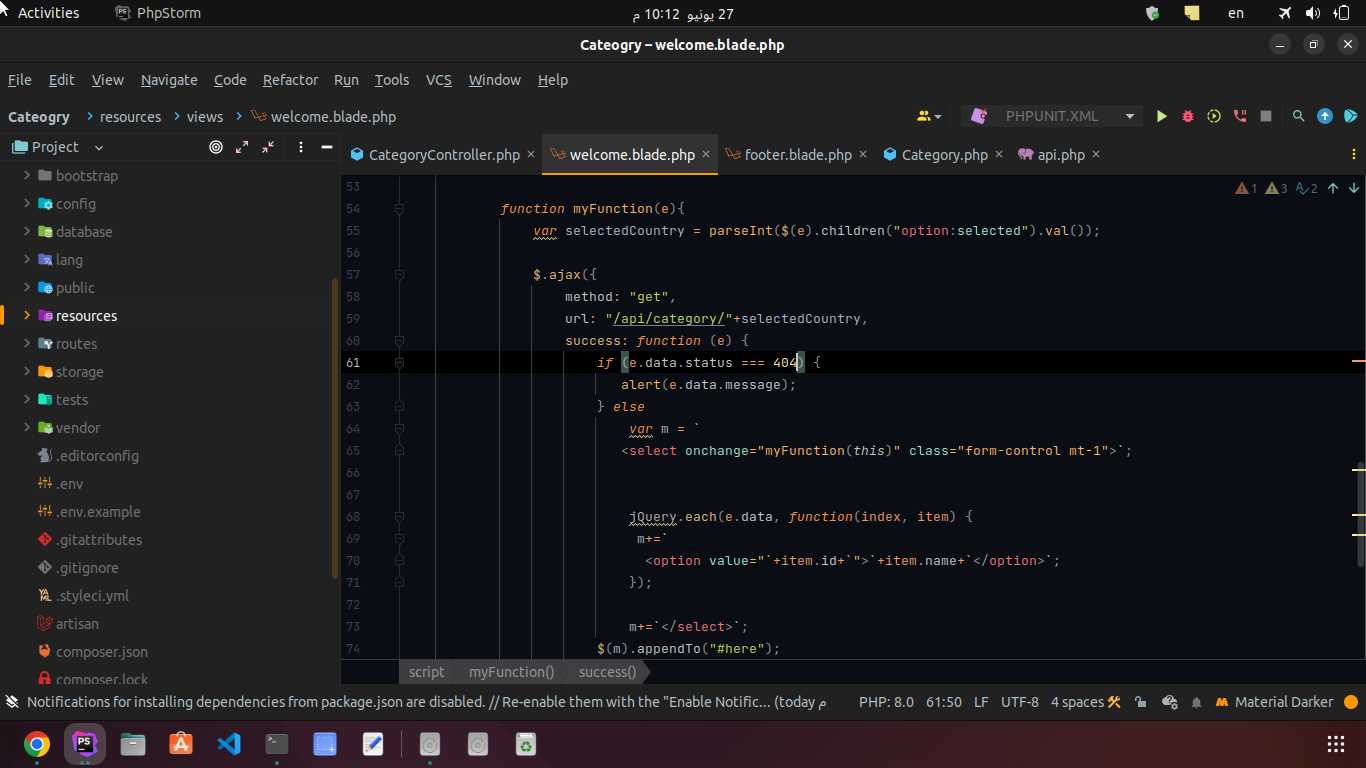 Activities PhpStorm 27 يونيو 10:12 م en
Cateogry – welcome.blade.php
File Edit View Navigate Code Refactor Run Tools VCS Window Help
Cateogry resources views welcome.blade.php PHPUNIT.XML
Project
CategoryController.php welcome.blade.php footer.blade.php Category.php api.php
bootstrap
config
database
lang
public
resources
routes
storage
tests
vendor
.editorconfig
.env
.env.example
.gitattributes
.gitignore
.styleci.yml
artisan
composer.json
composer.lock
1 3 2
53
54 function myFunction(e){
55 var selectedCountry = parseInt($(e).children("option:selected").val());
56
57 $.ajax({
58 method: "get",
59 url: "/api/category/"+selectedCountry,
60 success: function (e) {
61 if (e.data.status === 404) {
62 alert(e.data.message);
63 } else
64 var m = `
65 <select onchange="myFunction(this)" class="form-control mt-1">`;
66
67
68 jQuery.each(e.data, function(index, item) {
69 m+=`
70 <option value="`+item.id+`">`+item.name+`</option>`;
71 });
72
73 m+=`</select>`;
74 $(m).appendTo("#here");
script myFunction() success()
Notifications for installing dependencies from package.json are disabled. // Re-enable them with the "Enable Notific... (today م PHP: 8.0 61:50 LF UTF-8 4 spaces Material Darker
PS